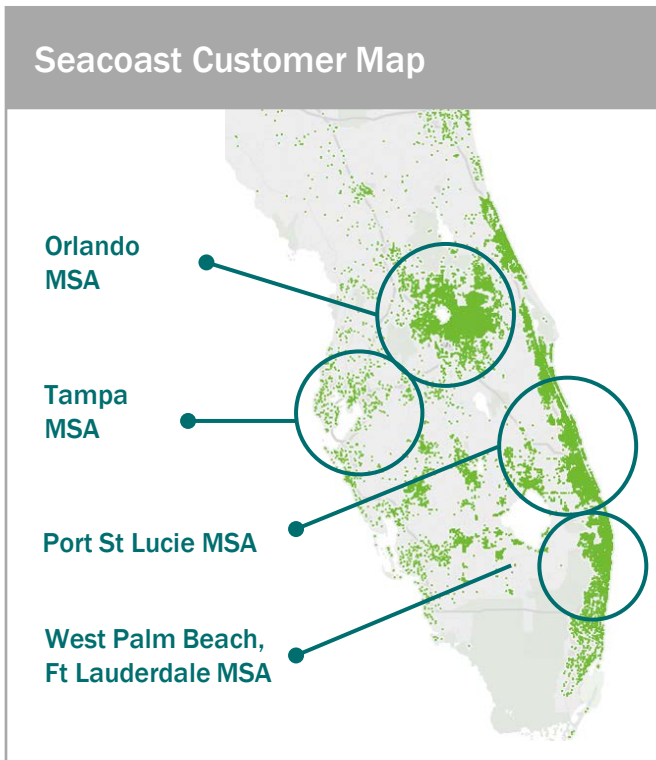 Seacoast Customer Map
Orlando
MSA
Tampa
MSA
Port St Lucie MSA
West Palm Beach,
Ft Lauderdale MSA